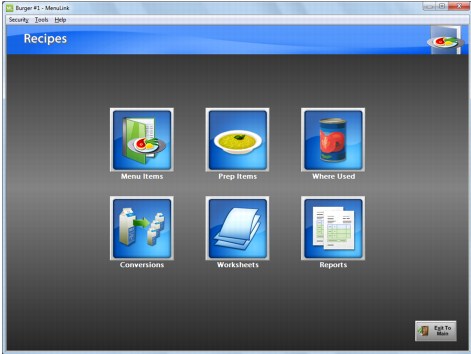 Burger #1 - MenuLink
Security Tools Help
Recipes
Menu Items
Prep Items
Where Used
Conversions
Worksheets
Reports
Exit To
Main